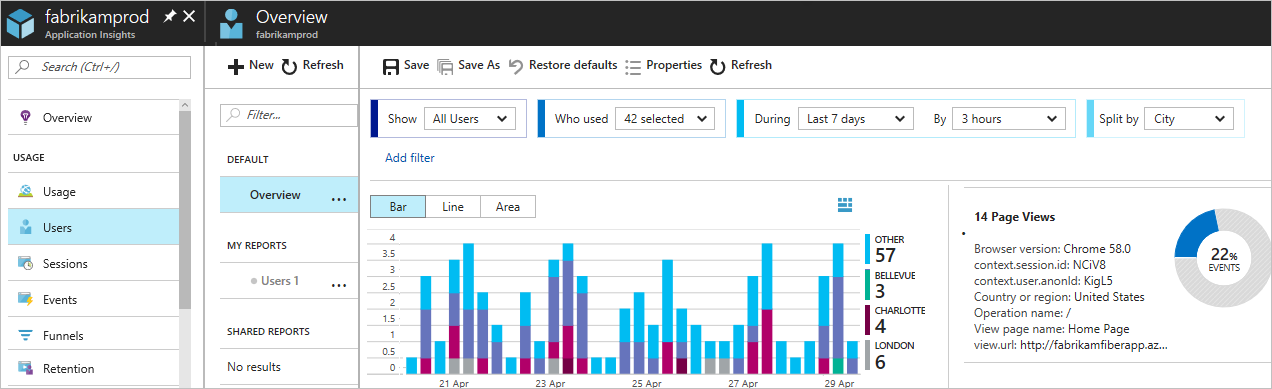 fabrikamprod
Application Insights
Overview
fabrikamprod
Search (Ctrl+/)
Overview
USAGE
Usage
Users
Sessions
Events
Funnels
Retention
New Refresh
Filter...
DEFAULT
Overview ...
MY REPORTS
Users 1 ...
SHARED REPORTS
No results
Save Save As Restore defaults Properties Refresh
Show All Users Who used 42 selected During Last 7 days By 3 hours Split by City
Add filter
Bar Line Area
4
3.5
3
2.5
2
1.5
1
0.5
0
21 Apr 23 Apr 25 Apr 27 Apr 29 Apr
OTHER
57
BELLEVUE
3
CHARLOTTE
4
LONDON
6
14 Page Views
Browser version: Chrome 58.0
context.session.id: NCiV8
context.user.anonId: KigL5
Country or region: United States
Operation name: /
View page name: Home Page
view.url: http://fabrikamfiberapp.az...
22%
EVENTS